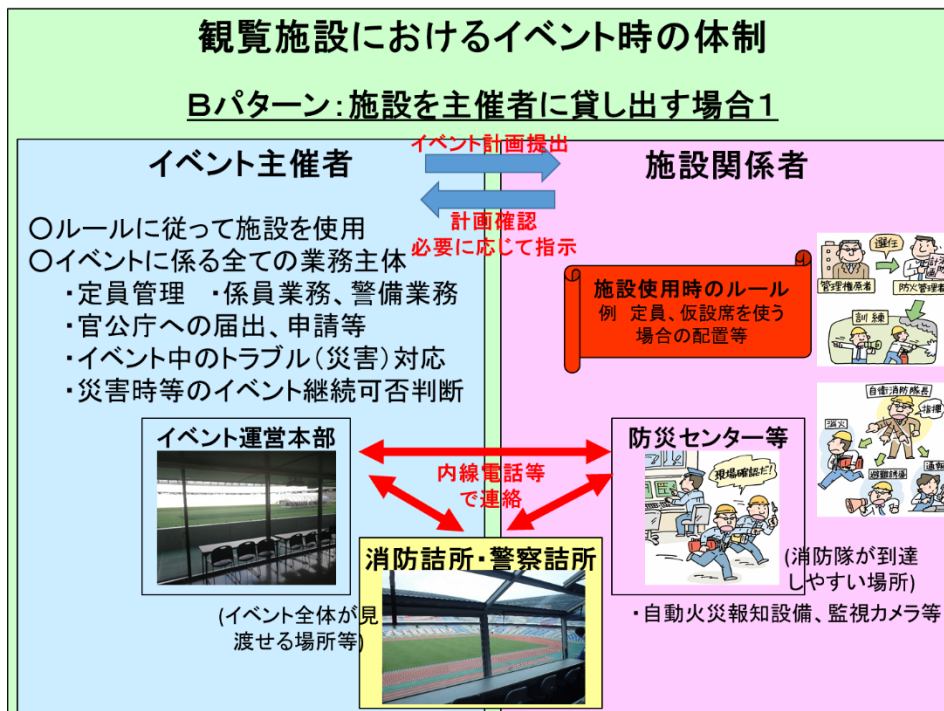 観覧施設におけるイベント時の体制
Bパターン：施設を主催者に貸し出す場合１
イベント主催者
イベント計画提出
計画確認
必要に応じて指示
施設関係者
〇ルールに従って施設を使用
〇イベントに係る全ての業務主体
・定員管理　・係員業務、警備業務
・官公庁への届出、申請等
・イベント中のトラブル（災害）対応
・災害時等のイベント継続可否判断
施設使用時のルール
例　定員、仮設席を使う
場合の配置等
選任
管理権原者
防火管理者
訓練
自衛消防隊長
指揮
消火
避難誘導
通報
イベント運営本部
(イベント全体が見
渡せる場所等)
内線電話等
で連絡
消防詰所・警察詰所
防災センター等
現場確認だ！
(消防隊が到達
しやすい場所)
・自動火災報知設備、監視カメラ等